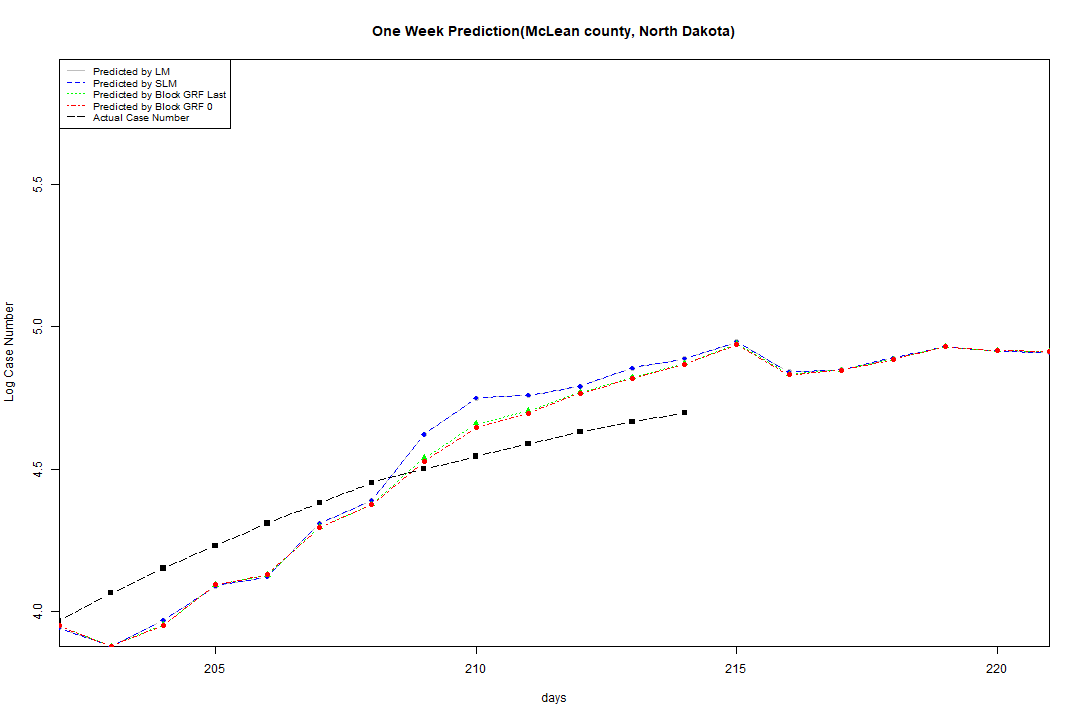 One Week Prediction(McLean county, North Dakota)
Predicted by LM
Predicted by SLM
Predicted by Block GRF Last
Predicted by Block GRF 0
Actual Case Number
5.5
5.0
4.5
4.0
Log Case Number
205 210 215 220
days